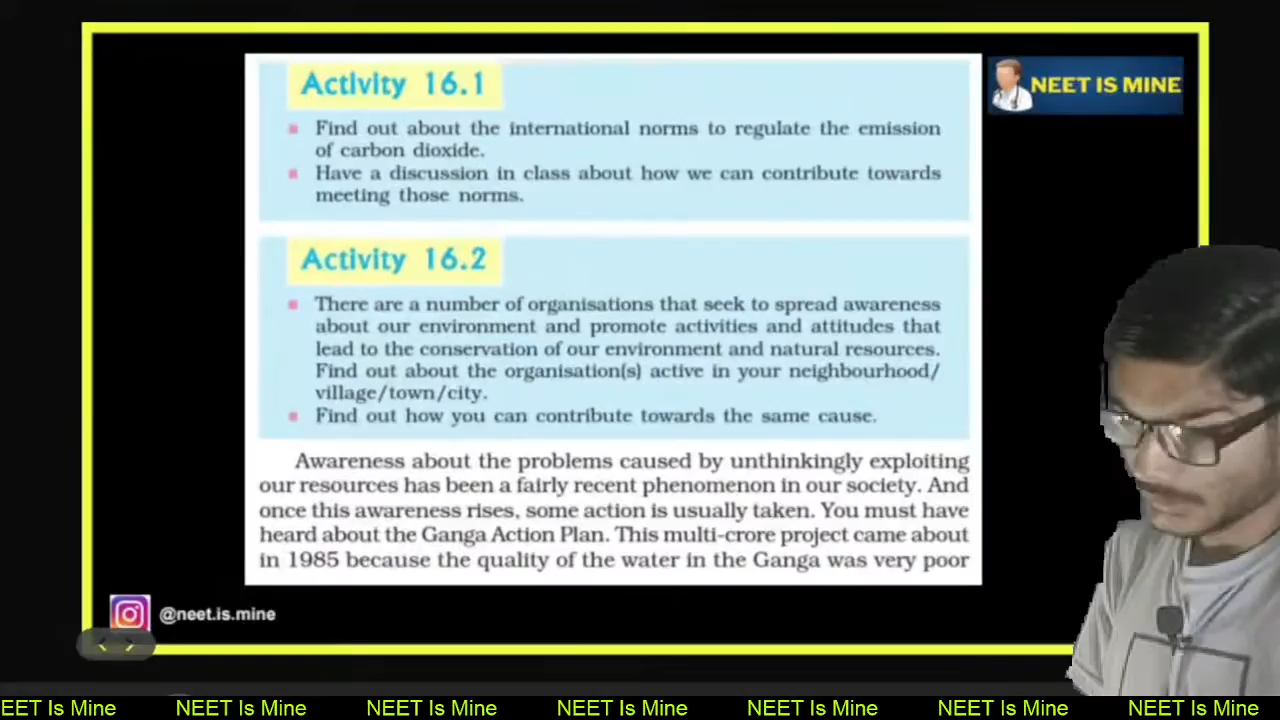 Activity 16.1
NEET IS MINE
Find out about the international norms to regulate the emission
of carbon dioxide.
Have a discussion in class about how we can contribute towards
meeting those norms.
Activity 16.2
There are a number of organisations that seek to spread awareness
about our environment and promote activities and attitudes that
lead to the conservation of our environment and natural resources.
Find out about the organisation(s) active in your neighbourhood/
village/town/city.
Find out how you can contribute towards the same cause.
Awareness about the problems caused by unthinkingly exploiting
our resources has been a fairly recent phenomenon in our society. And
once this awareness rises, some action is usually taken. You must have
heard about the Ganga Action Plan. This multi-crore project came about
in 1985 because the quality of the water in the Ganga was very poor
@neet.is.mine
EET Is Mine NEET Is Mine NEET Is Mine NEET Is Mine NEET Is Mine NEET Is Mine NEET Is Mine